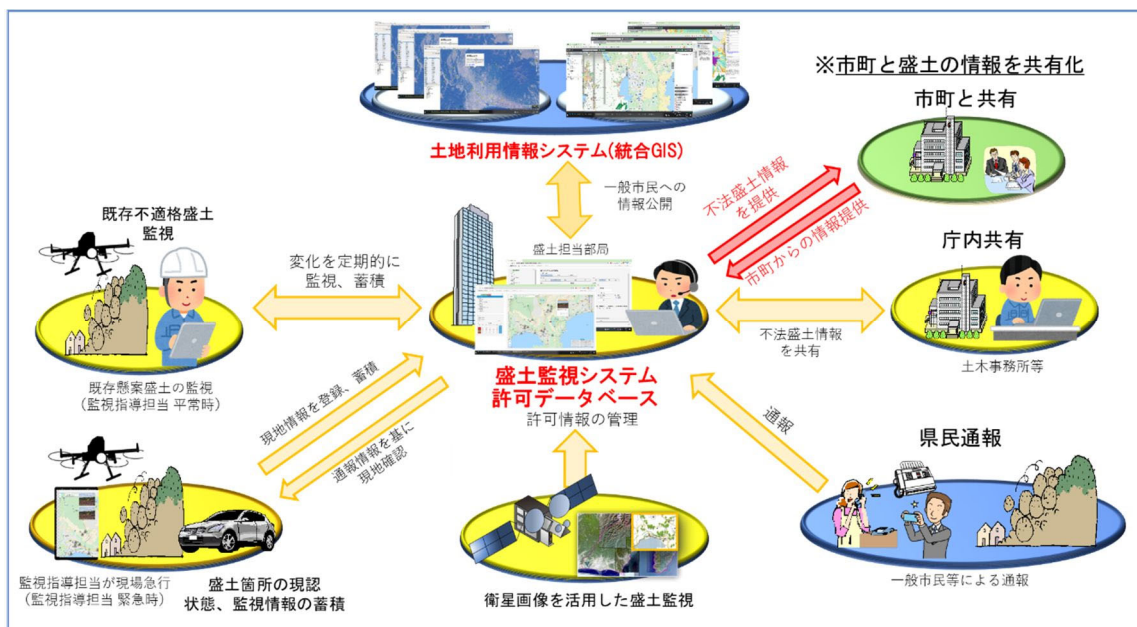 ※市町と盛土の情報を共有化
市町と共有
土地利用情報システム(統合GIS)
一般市民への
情報公開
不法盛土情報
を提供
市町からの情報提供
既存不適格盛土
監視
変化を定期的に
監視、蓄積
盛土担当部局
庁内共有
不法盛土情報
を共有
土木事務所等
既存懸案盛土の監視
(監視指導担当 平常時)
盛土監視システム
許可データベース
許可情報の管理
現地情報を登録、蓄積
通報情報を基に
現地確認
通報
県民通報
監視指導担当が現場急行
(監視指導担当 緊急時)
盛土箇所の現認
状態、監視情報の蓄積
衛星画像を活用した盛土監視
一般市民等による通報